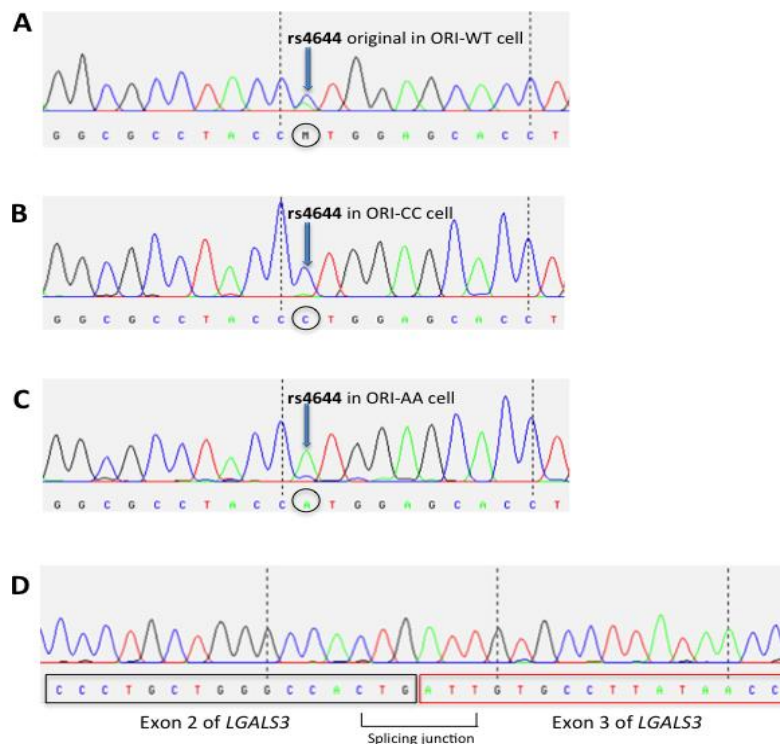 A
rs4644 original in ORI-WT cell
G G C G C C T A C C M T G G A G C A C C T
B
rs4644 in ORI-CC cell
G G C G C C T A C C C T G G A G C A C C T
C
rs4644 in ORI-AA cell
G G C G C C T A C C A T G G A G C A C C T
D
C C C T G C T G G G C C A C T G A T T G T G C C T T A T A A C C
Exon 2 of LGALS3
Exon 3 of LGALS3
Splicing junction